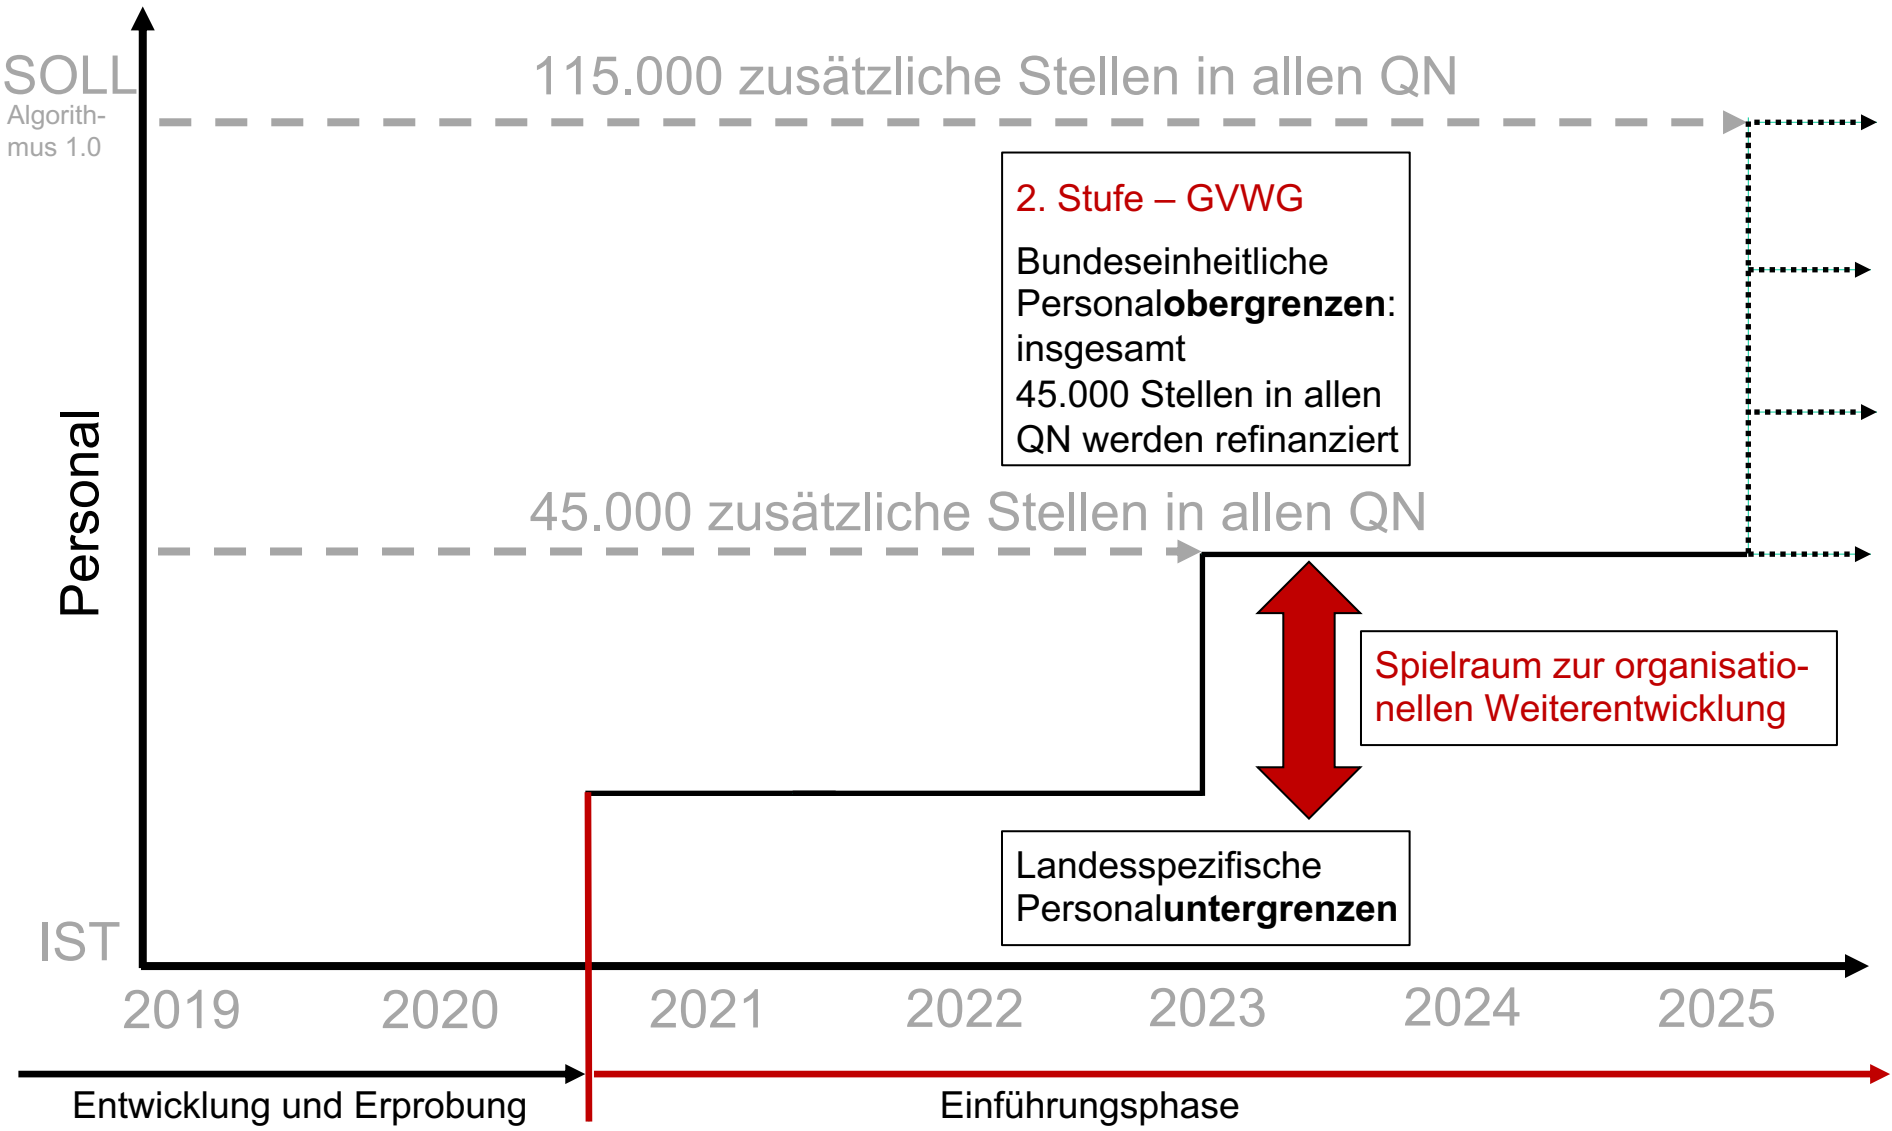 SOLL
Algorith-
mus 1.0
115.000 zusätzliche Stellen in allen QN
2. Stufe – GVWG
Bundeseinheitliche
Personalobergrenzen:
insgesamt
45.000 Stellen in allen
QN werden refinanziert
45.000 zusätzliche Stellen in allen QN
Personal
Spielraum zur organisatio-
nellen Weiterentwicklung
Landesspezifische
Personaluntergrenzen
IST
2019 2020 2021 2022 2023 2024 2025
Entwicklung und Erprobung
Einführungsphase